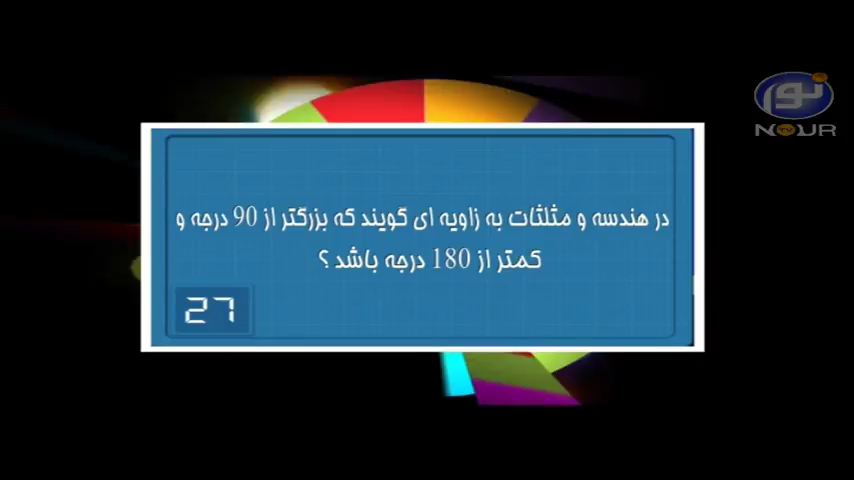 نور
NOUR
TV
در هندسه و مثلثات به زاویه ای گویند که بزرگتر از 90 درجه و
کمتر از 180 درجه باشد ؟
27